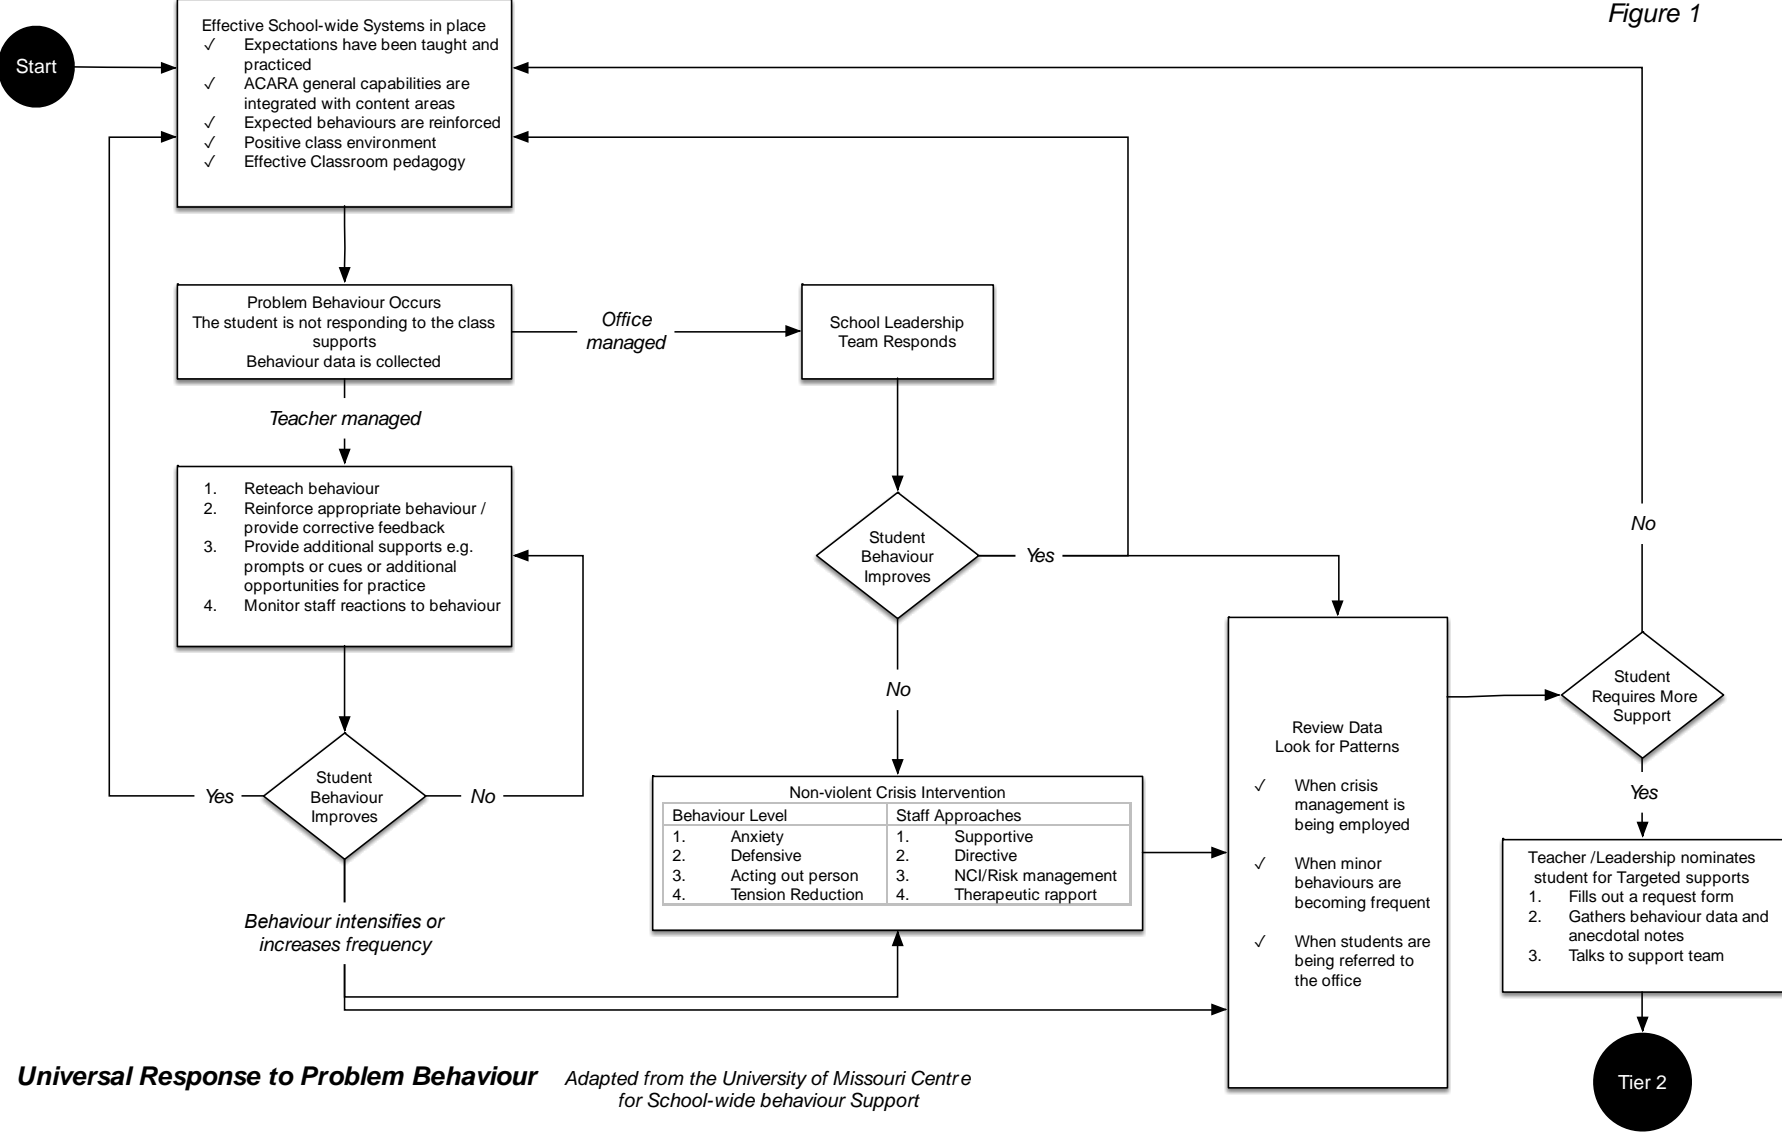 Figure 1
Start
Effective School-wide Systems in place
✓ Expectations have been taught and
practiced
✓ ACARA general capabilities are
integrated with content areas
✓ Expected behaviours are reinforced
✓ Positive class environment
✓ Effective Classroom pedagogy
Problem Behaviour Occurs
The student is not responding to the class
supports
Behaviour data is collected
Office
managed
School Leadership
Team Responds
Teacher managed
1. Reteach behaviour
2. Reinforce appropriate behaviour /
provide corrective feedback
3. Provide additional supports e.g.
prompts or cues or additional
opportunities for practice
4. Monitor staff reactions to behaviour
Student
Behaviour
Improves
Yes
No
Student
Behaviour
Improves
Yes
No
Behaviour intensifies or
increases frequency
Non-violent Crisis Intervention
Behaviour Level Staff Approaches
1. Anxiety 1. Supportive
2. Defensive 2. Directive
3. Acting out person 3. NCI/Risk management
4. Tension Reduction 4. Therapeutic rapport
Review Data
Look for Patterns
✓ When crisis
management is
being employed
✓ When minor
behaviours are
becoming frequent
✓ When students are
being referred to
the office
No
Student
Requires More
Support
Yes
Teacher /Leadership nominates
student for Targeted supports
1. Fills out a request form
2. Gathers behaviour data and
anecdotal notes
3. Talks to support team
Tier 2
Universal Response to Problem Behaviour
Adapted from the University of Missouri Centre
for School-wide behaviour Support